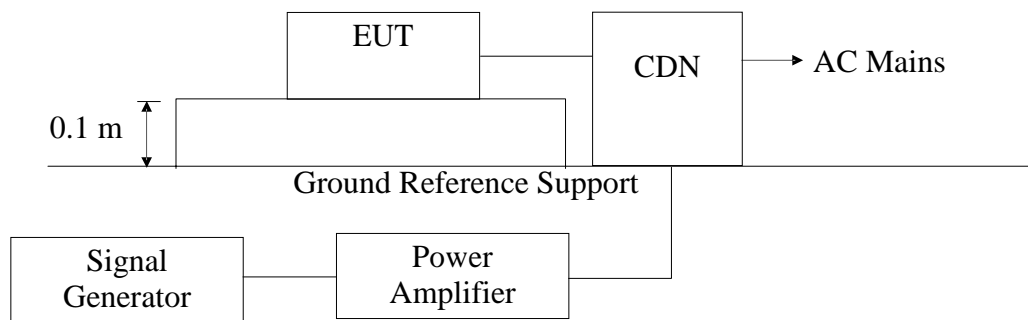 EUT
CDN
AC Mains
0.1 m
Ground Reference Support
Signal
Generator
Power
Amplifier